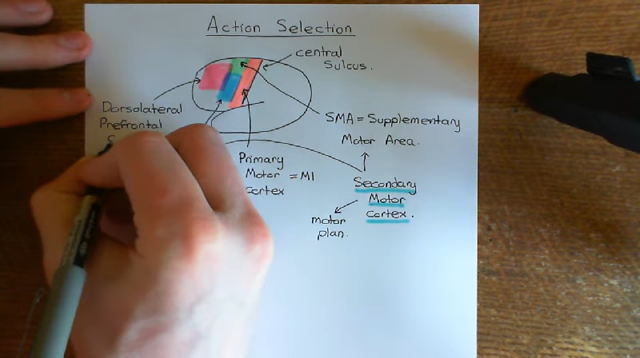 Action Selection
central
Sulcus.
Dorsolateral
Prefrontal
SMA = Supplementary
Motor Area.
Primary
Motor = M1
cortex
Secondary
Motor
cortex.
motor
plan.